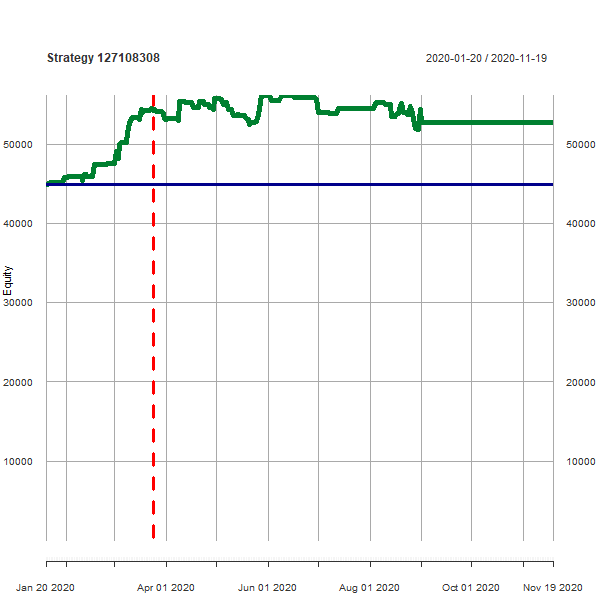 Strategy 127108308
2020-01-20 / 2020-11-19
50000
50000
40000
40000
Equity
30000
30000
20000
20000
10000
10000
Jan 20 2020
Apr 01 2020
Jun 01 2020
Aug 01 2020
Oct 01 2020
Nov 19 2020